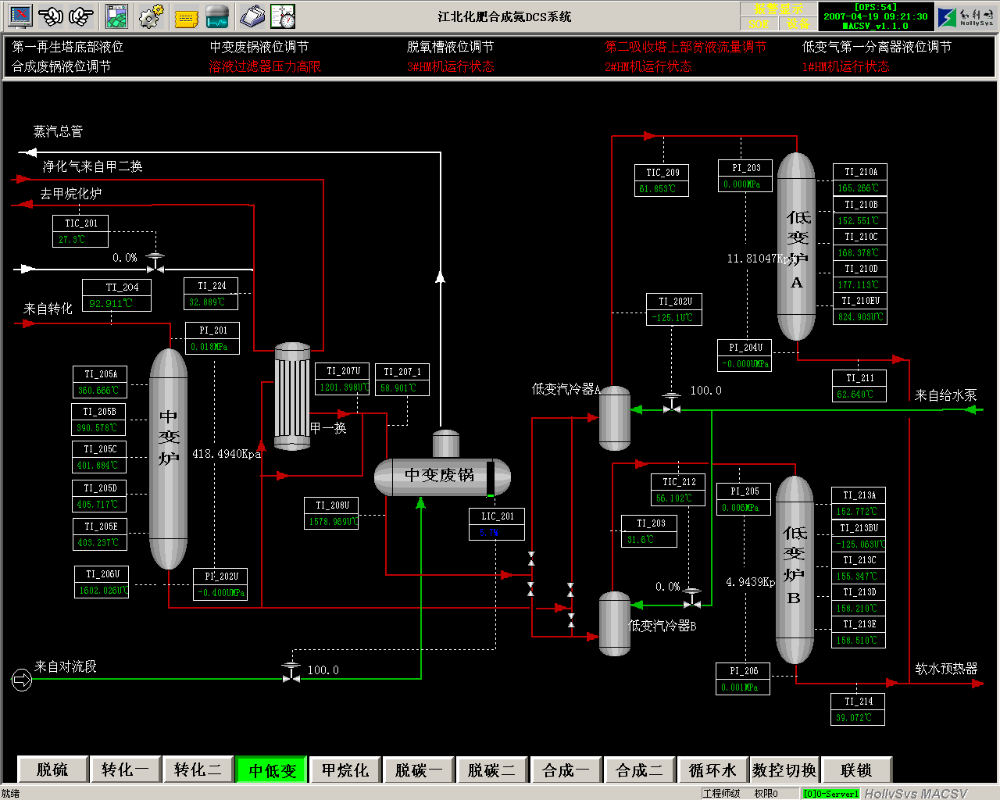 江北化肥合成氨DCS系统
报警显示
SOE 设备
[OPS:54]
2007-04-19 09:21:30
MACSV_v1.1.0
和利时
HollySys
第一再生塔底部液位
中变废锅液位调节
脱氧槽液位调节
第二吸收塔上部贫液流量调节
低变气第一分离器液位调节
合成废锅液位调节
溶液过滤器压力高限
3#HM机运行状态
2#HM机运行状态
1#HM机运行状态
蒸汽总管
净化气来自甲二换
去甲烷化炉
TIC_201
27.3℃
0.0%
TI_204
92.911℃
TI_224
32.889℃
来自转化
PI_201
0.018MPa
TI_205A
360.666℃
TI_205B
390.578℃
TI_205C
401.884℃
TI_205D
405.717℃
TI_205E
403.237℃
TI_206U
1602.026U℃
中变炉
418.4940Kpa
PI_202U
-0.400UMPa
TI_207U
1201.398U℃
TI_207_1
58.901℃
甲一换
中变废锅
TI_208U
1578.969U℃
LIC_201
5.7%
来自对流段
100.0
TIC_209
61.853℃
PI_203
0.000MPa
低变炉A
11.81047Kpa
TI_210A
165.266℃
TI_210B
152.551℃
TI_210C
168.378℃
TI_210D
177.113℃
TI_210EU
824.903U℃
TI_202U
-125.1U℃
PI_204U
-0.000UMPa
TI_211
62.640℃
低变汽冷器A
100.0
来自给水泵
TIC_212
56.102℃
PI_205
0.006MPa
TI_203
31.6℃
0.0%
低变汽冷器B
低变炉B
4.9439Kp
TI_213A
152.772℃
TI_213BU
-125.063U℃
TI_213C
155.347℃
TI_213D
158.210℃
TI_213E
158.510℃
PI_206
0.001MPa
TI_214
39.072℃
软水预热器
脱硫
转化一
转化二
中低变
甲烷化
脱碳一
脱碳二
合成一
合成二
循环水
数控切换
联锁
就绪
工程师级
权限0
[0]0-Server1
HollySys MACSV